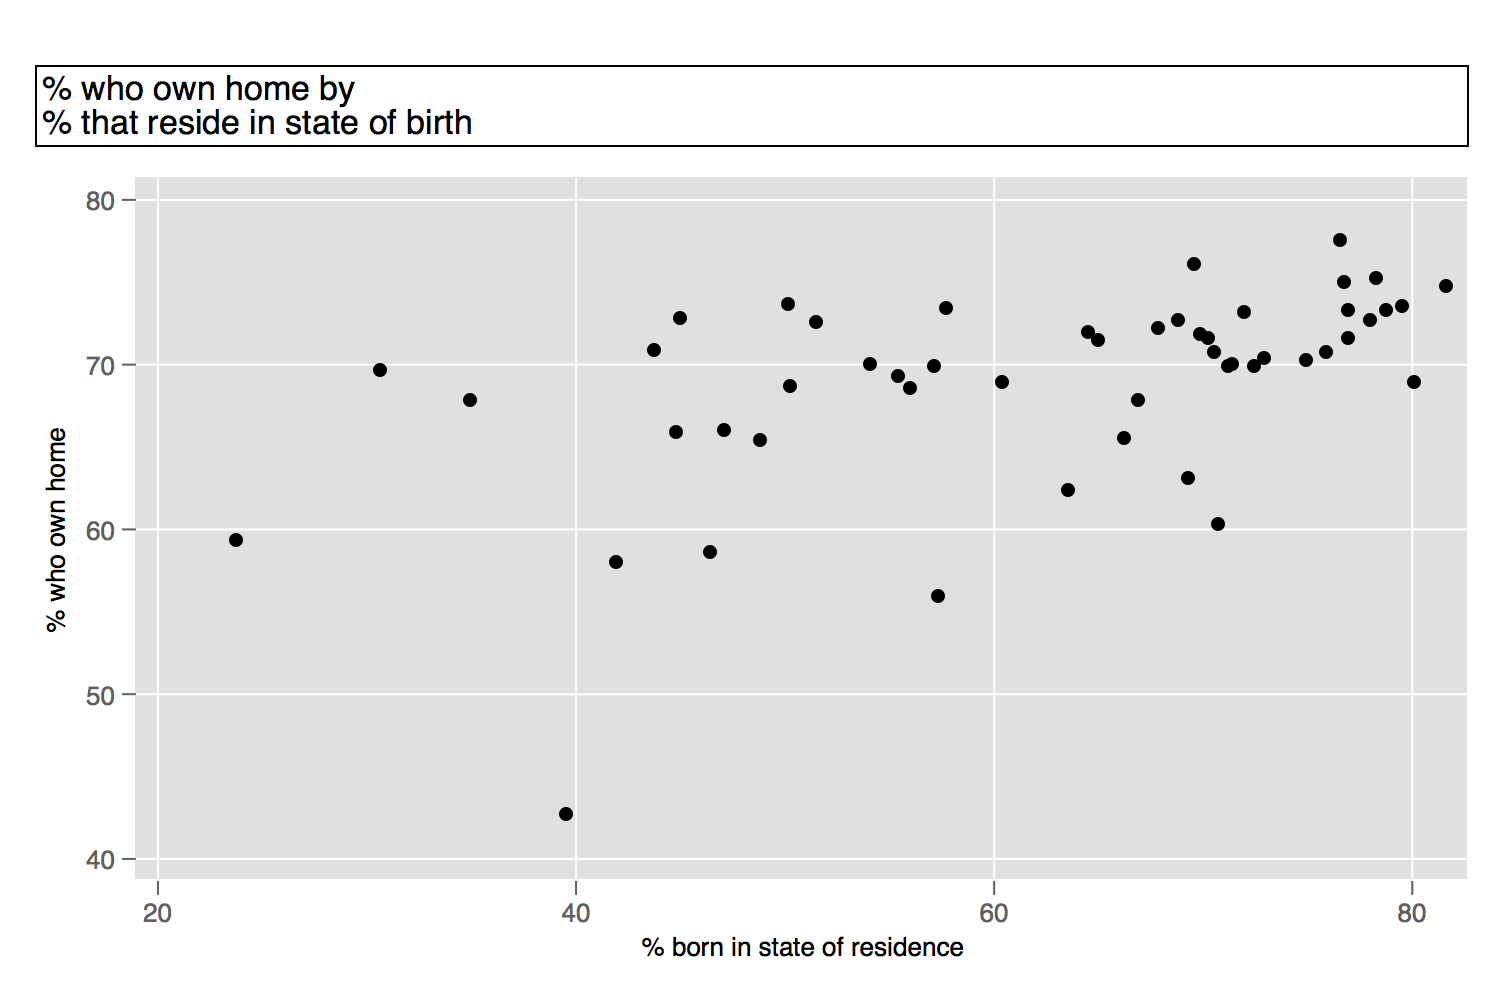 % who own home by
% that reside in state of birth
80
70
60
50
40
% who own home
20 40 60 80
% born in state of residence